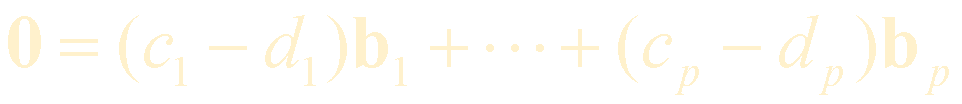 0 = (c₁ − d₁)b₁ + ⋯ + (cₚ − dₚ)bₚ